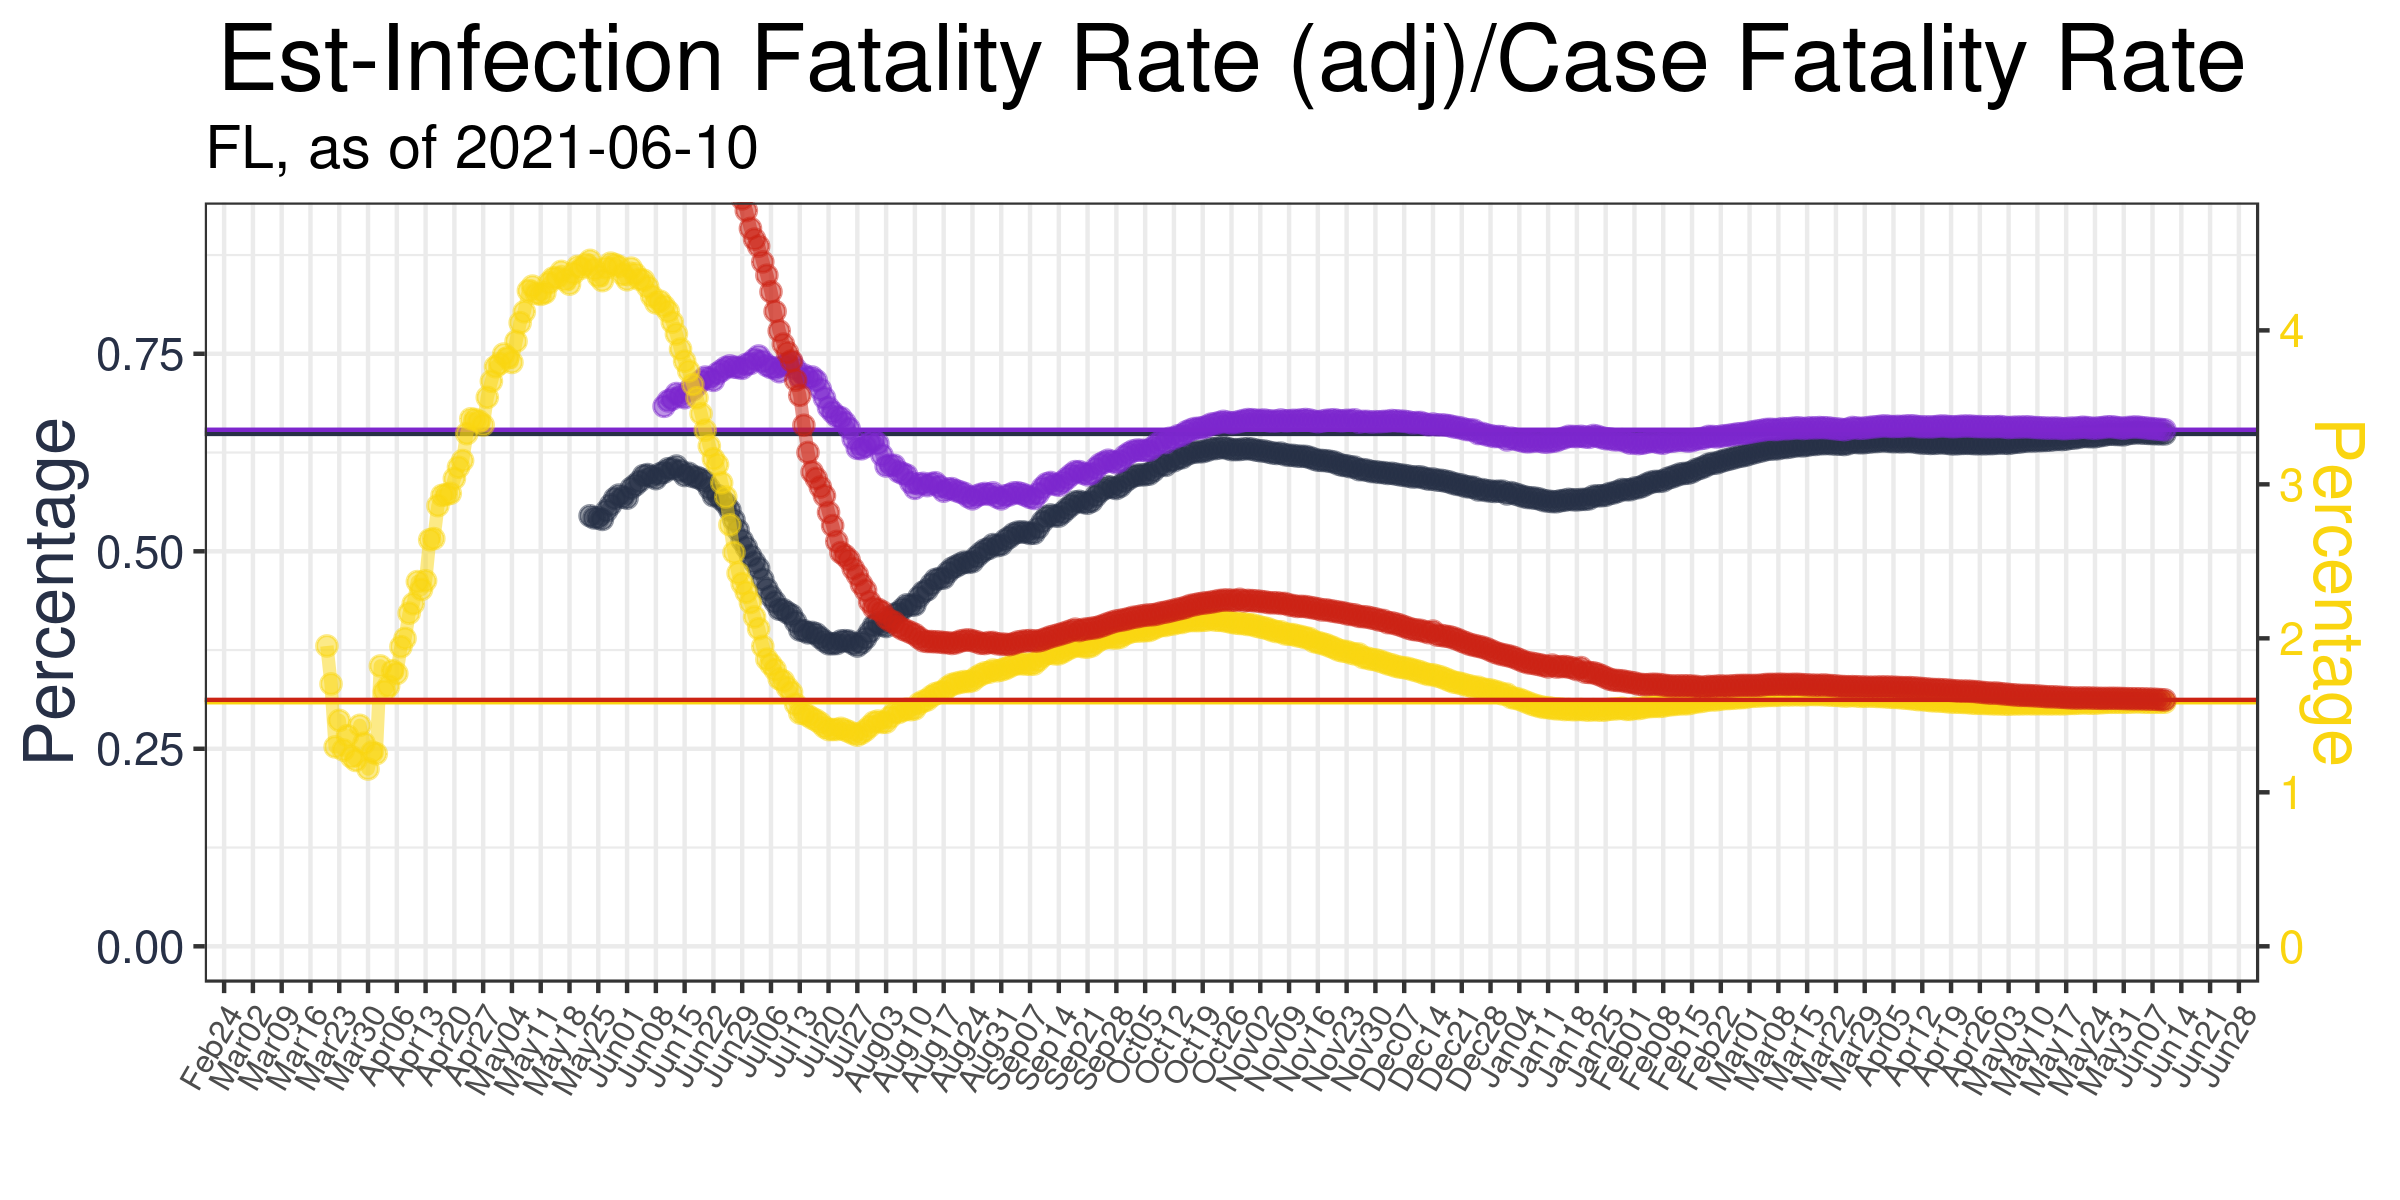 Est-Infection Fatality Rate (adj)/Case Fatality Rate
FL, as of 2021-06-10
Percentage
0.75
0.50
0.25
0.00
4
3
2
1
0
Percentage
Feb24
Mar02
Mar09
Mar16
Mar23
Mar30
Apr06
Apr13
Apr20
Apr27
May04
May11
May18
May25
Jun01
Jun08
Jun15
Jun22
Jun29
Jul06
Jul13
Jul20
Jul27
Aug03
Aug10
Aug17
Aug24
Aug31
Sep07
Sep14
Sep21
Sep28
Oct05
Oct12
Oct19
Oct26
Nov02
Nov09
Nov16
Nov23
Nov30
Dec07
Dec14
Dec21
Dec28
Jan04
Jan11
Jan18
Jan25
Feb01
Feb08
Feb15
Feb22
Mar01
Mar08
Mar15
Mar22
Mar29
Apr05
Apr12
Apr19
Apr26
May03
May10
May17
May24
May31
Jun07
Jun14
Jun21
Jun28